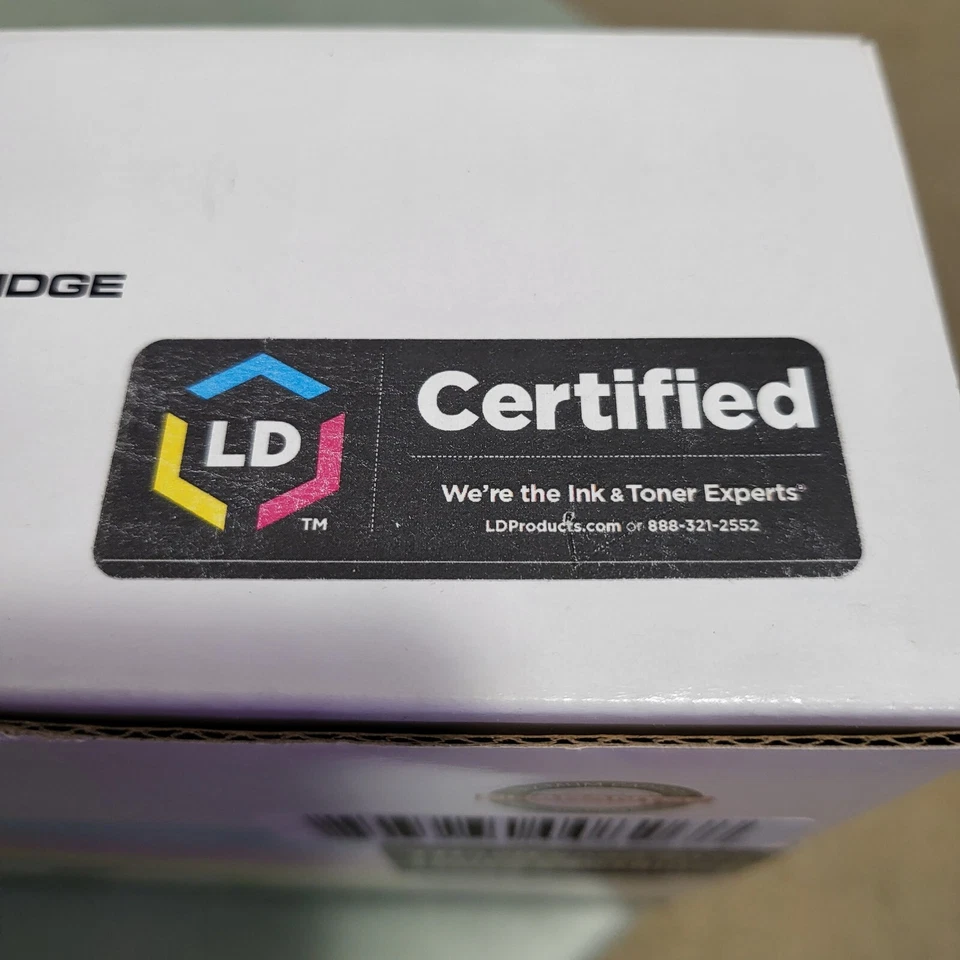 IDGE
LD
TM
Certified
We're the Ink & Toner Experts®
LDProducts.com or 888-321-2552